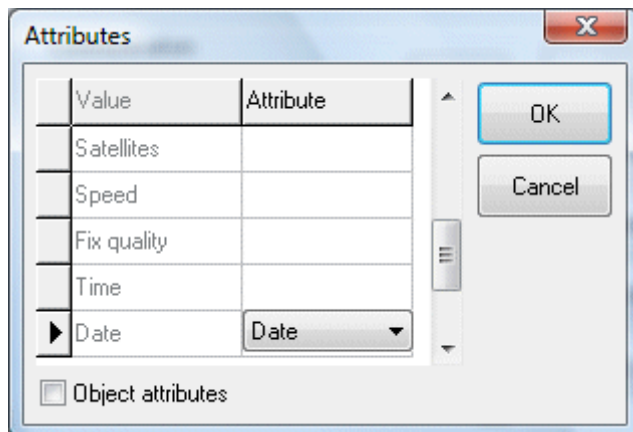 Attributes
Value Attribute
Satellites
Speed
Fix quality
Time
Date Date
OK
Cancel
Object attributes